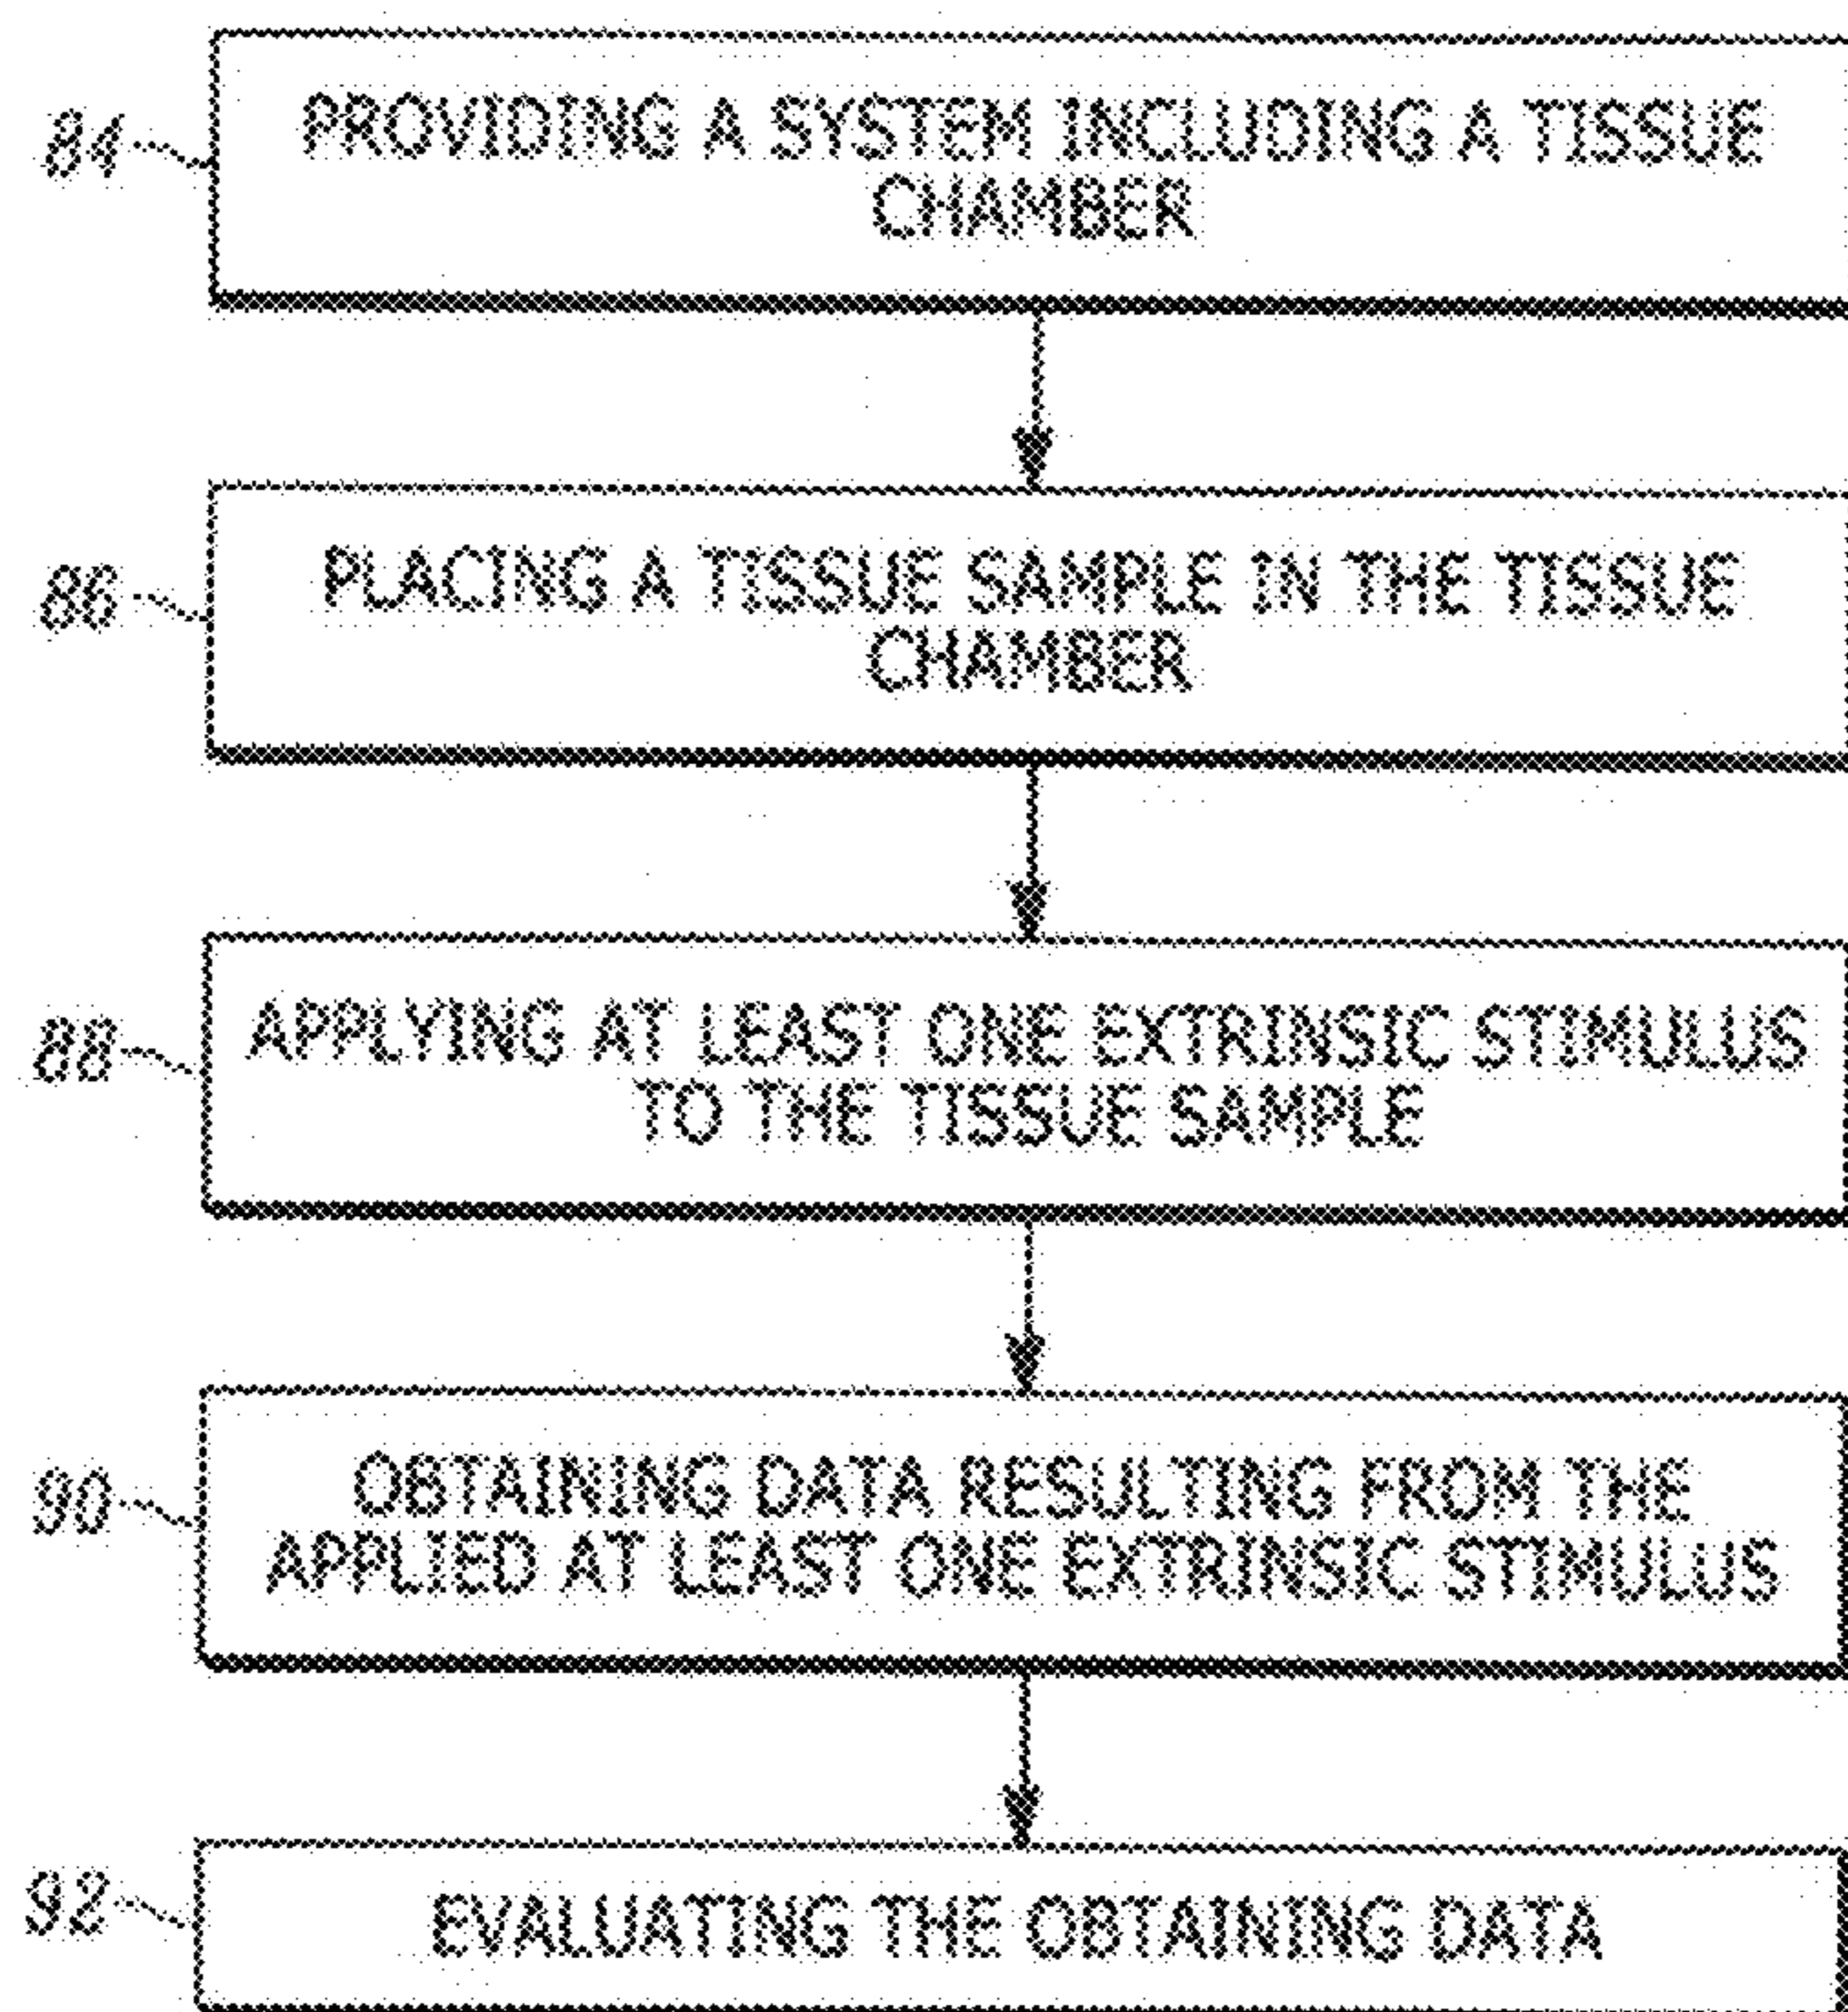 84
PROVIDING A SYSTEM INCLUDING A TISSUE
CHAMBER
86
PLACING A TISSUE SAMPLE IN THE TISSUE
CHAMBER
88
APPLYING AT LEAST ONE EXTRINSIC STIMULUS
TO THE TISSUE SAMPLE
90
OBTAINING DATA RESULTING FROM THE
APPLIED AT LEAST ONE EXTRINSIC STIMULUS
92
EVALUATING THE OBTAINING DATA